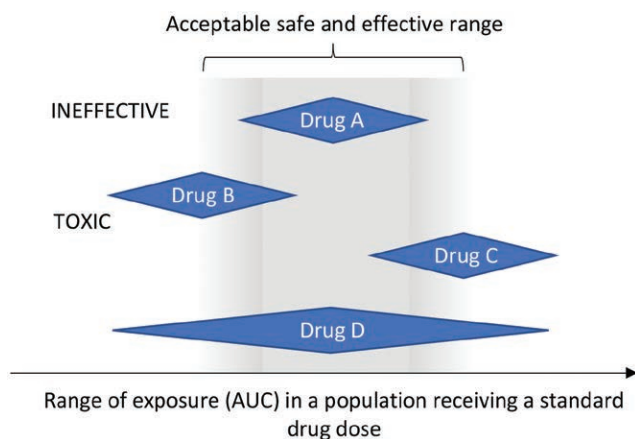 Acceptable safe and effective range
INEFFECTIVE
Drug A
Drug B
TOXIC
Drug C
Drug D
Range of exposure (AUC) in a population receiving a standard
drug dose